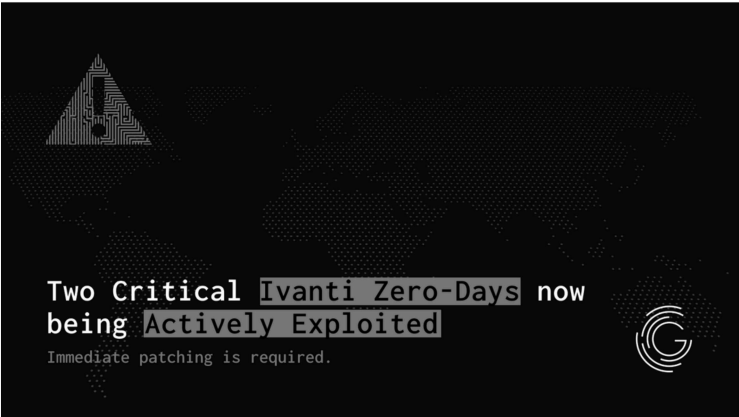 Two Critical Ivanti Zero-Days now
being Actively Exploited
Immediate patching is required.